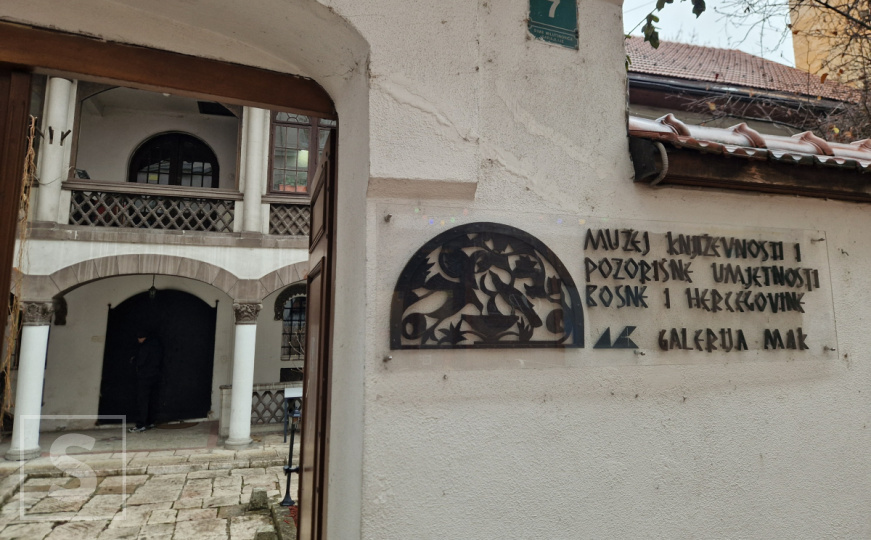 7
MUZEJ KNJIŽEVNOSTI I
POZORIŠNE UMJETNOSTI
BOSNE I HERCEGOVINE
GALERIJA MAK
S